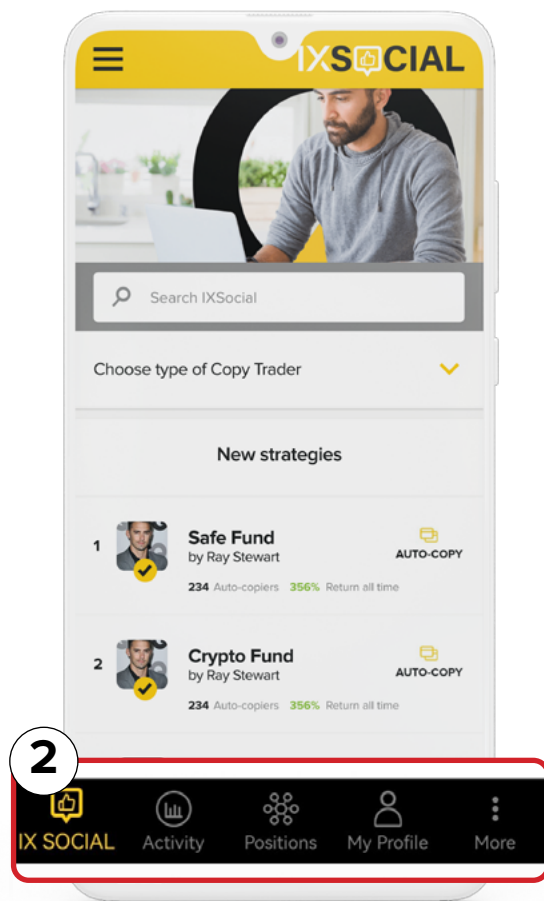 IXSOCIAL
Search IXSocial
Choose type of Copy Trader
New strategies
1
Safe Fund
by Ray Stewart
AUTO-COPY
234 Auto-copiers 356% Return all time
2
Crypto Fund
by Ray Stewart
AUTO-COPY
234 Auto-copiers 356% Return all time
2
IX SOCIAL Activity Positions My Profile More